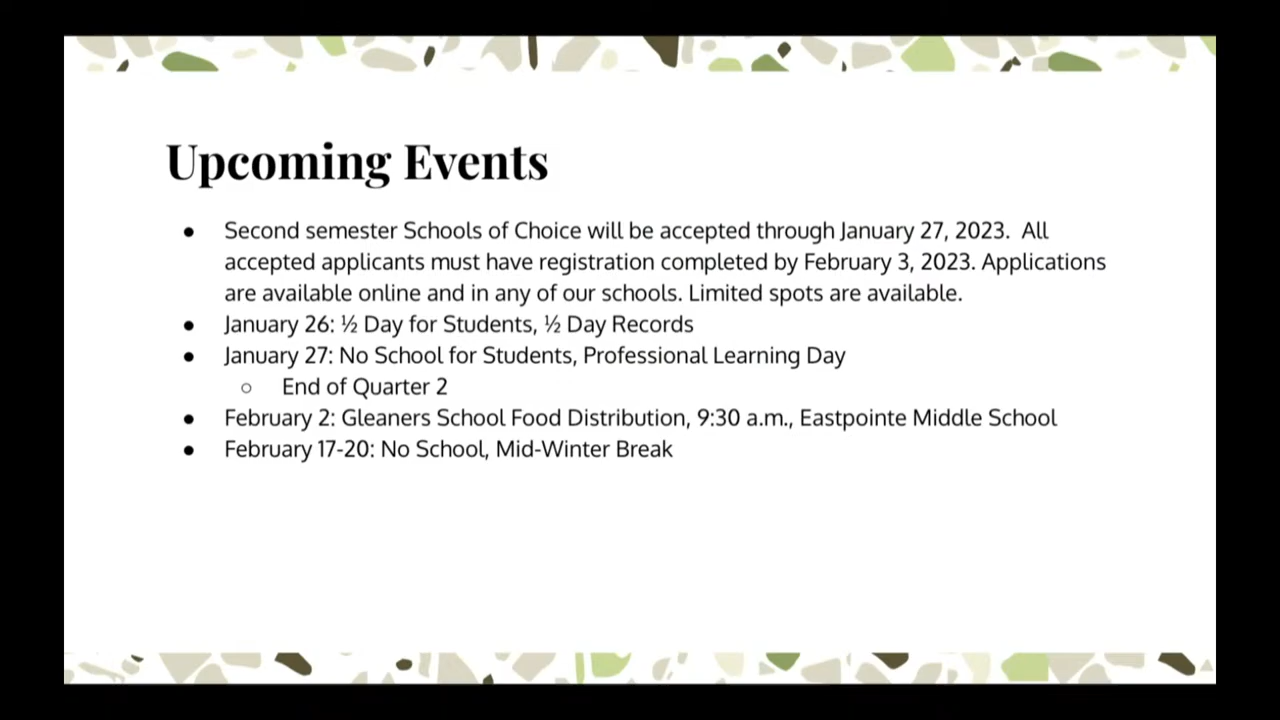 Upcoming Events
● Second semester Schools of Choice will be accepted through January 27, 2023.  All
accepted applicants must have registration completed by February 3, 2023. Applications
are available online and in any of our schools. Limited spots are available.
● January 26: ½ Day for Students, ½ Day Records
● January 27: No School for Students, Professional Learning Day
○ End of Quarter 2
● February 2: Gleaners School Food Distribution, 9:30 a.m., Eastpointe Middle School
● February 17-20: No School, Mid-Winter Break